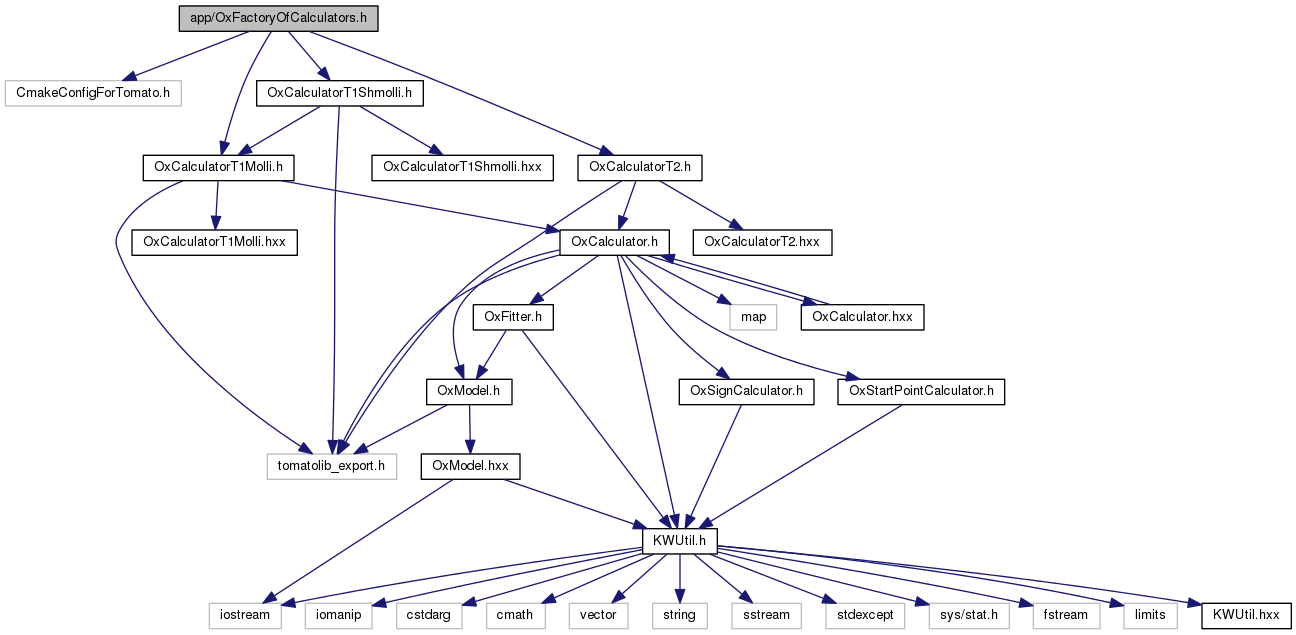 app/OxFactoryOfCalculators.h
CmakeConfigForTomato.h
OxCalculatorT1Shmolli.h
OxCalculatorT1Molli.h
OxCalculatorT1Shmolli.hxx
OxCalculatorT2.h
OxCalculatorT1Molli.hxx
OxCalculator.h
OxCalculatorT2.hxx
OxFitter.h
map
OxCalculator.hxx
OxModel.h
OxSignCalculator.h
OxStartPointCalculator.h
tomatolib_export.h
OxModel.hxx
KWUtil.h
iostream
iomanip
cstdarg
cmath
vector
string
sstream
stdexcept
sys/stat.h
fstream
limits
KWUtil.hxx